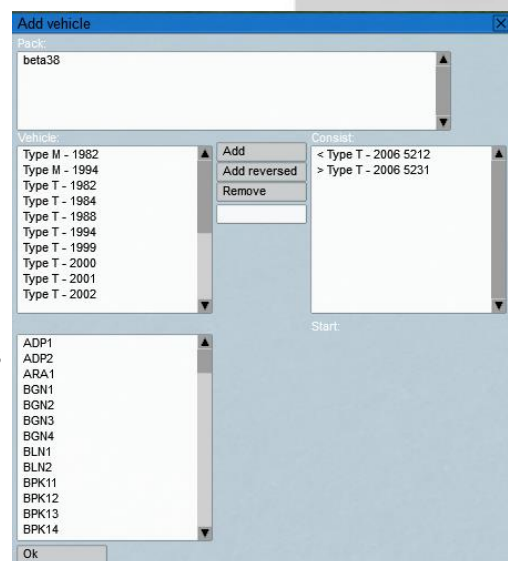 Add vehicle
Pack:
beta38
Vehicle:
Type M - 1982
Type M - 1994
Type T - 1982
Type T - 1984
Type T - 1988
Type T - 1994
Type T - 1999
Type T - 2000
Type T - 2001
Type T - 2002
Add
Add reversed
Remove
Consist:
< Type T - 2006 5212
> Type T - 2006 5231
Start:
ADP1
ADP2
ARA1
BGN1
BGN2
BGN3
BGN4
BLN1
BLN2
BPK11
BPK12
BPK13
BPK14
Ok